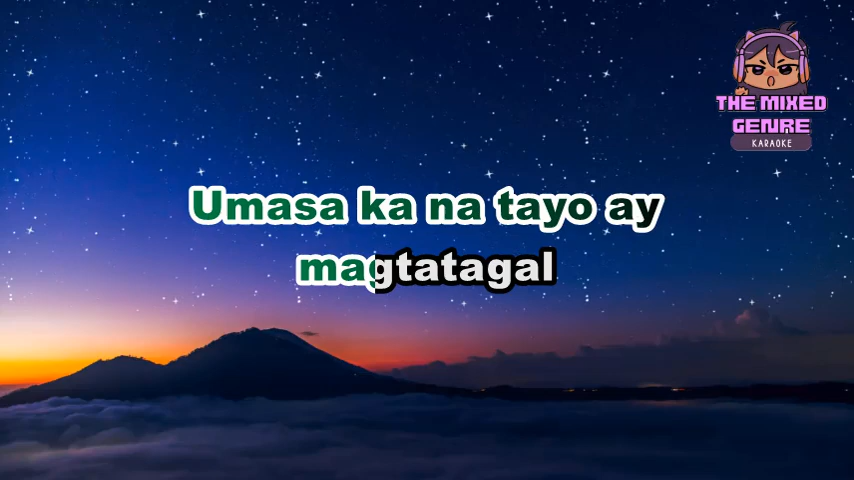 THE MIXED
GENRE
KARAOKE
Umasa ka na tayo ay
magtatagal